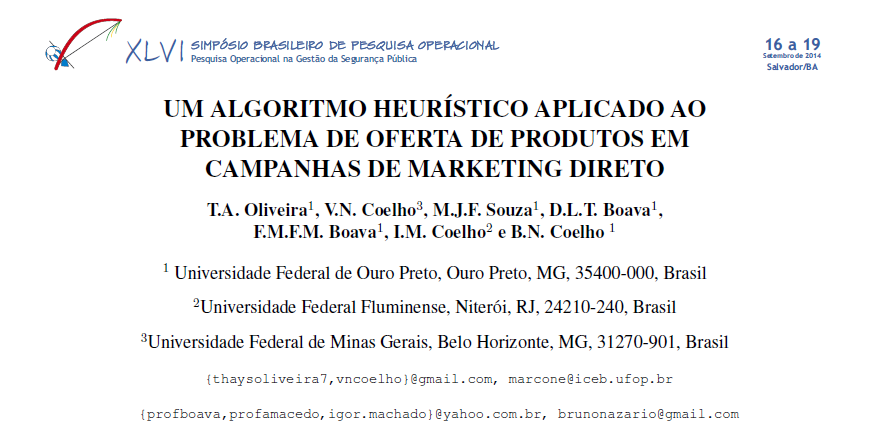 XLVI SIMPÓSIO BRASILEIRO DE PESQUISA OPERACIONAL
Pesquisa Operacional na Gestão da Segurança Pública
16 a 19
Setembro de 2014
Salvador/BA
UM ALGORITMO HEURÍSTICO APLICADO AO
PROBLEMA DE OFERTA DE PRODUTOS EM
CAMPANHAS DE MARKETING DIRETO
T.A. Oliveira¹, V.N. Coelho³, M.J.F. Souza¹, D.L.T. Boava¹,
F.M.F.M. Boava¹, I.M. Coelho² e B.N. Coelho ¹
¹ Universidade Federal de Ouro Preto, Ouro Preto, MG, 35400-000, Brasil
²Universidade Federal Fluminense, Niterói, RJ, 24210-240, Brasil
³Universidade Federal de Minas Gerais, Belo Horizonte, MG, 31270-901, Brasil
{thaysoliveira7,vncoelho}@gmail.com, marcone@iceb.ufop.br
{profboava,profamacedo,igor.machado}@yahoo.com.br, brunonazario@gmail.com